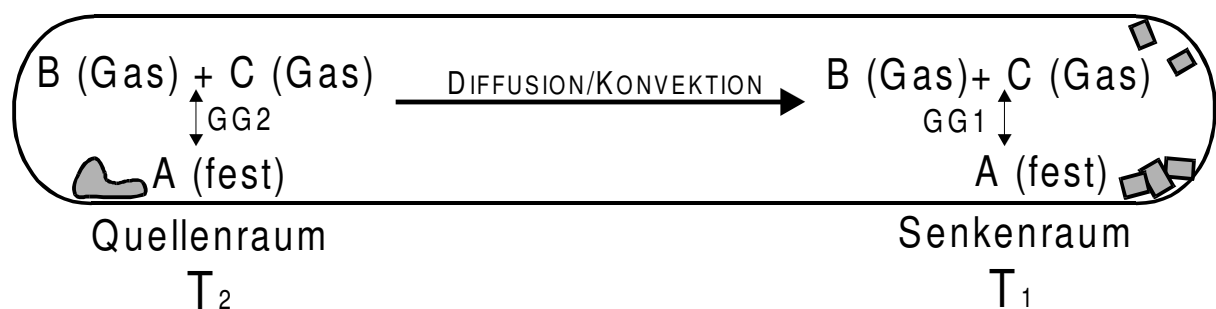 B (Gas) + C (Gas)
DIFFUSION/KONVEKTION
B (Gas)+ C (Gas)
GG2
GG1
A (fest)
A (fest)
Quellenraum
Senkenraum
T2
T1